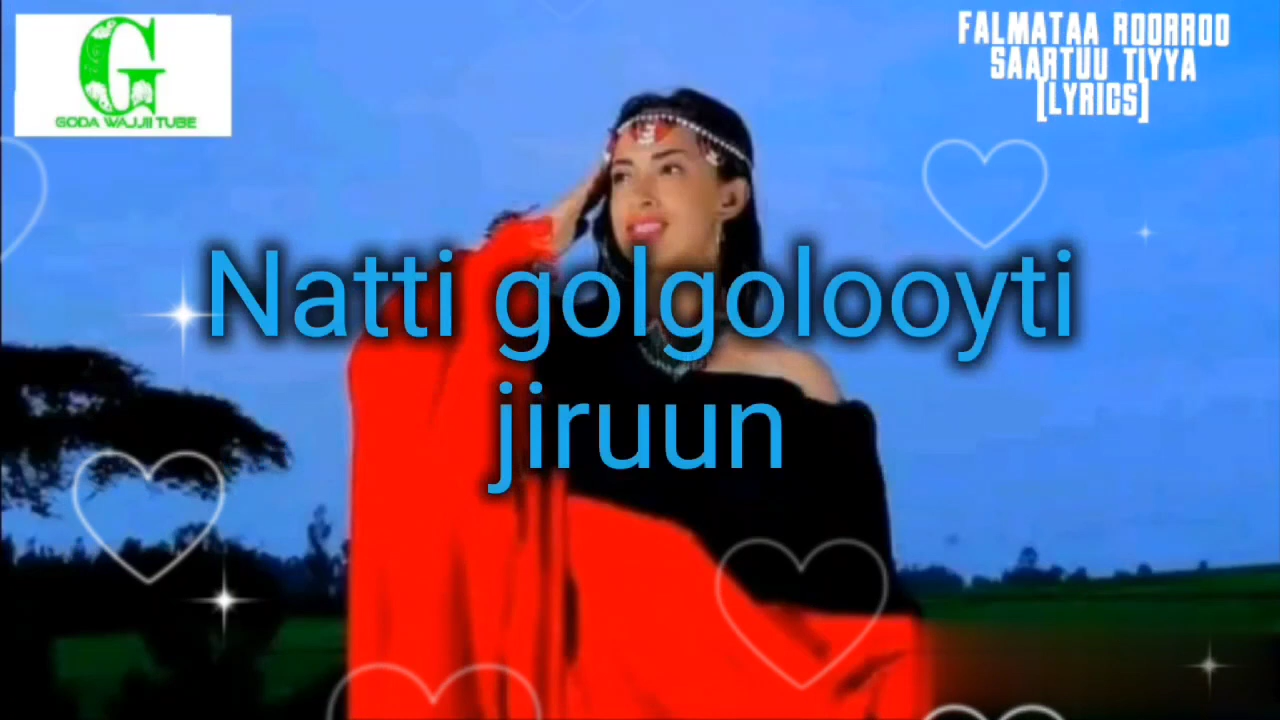 GODA WAJJII TUBE
FALMATAA ROORROO
SAARTUU TIYYA
[LYRICS]
Natti golgolooyti
jiruun